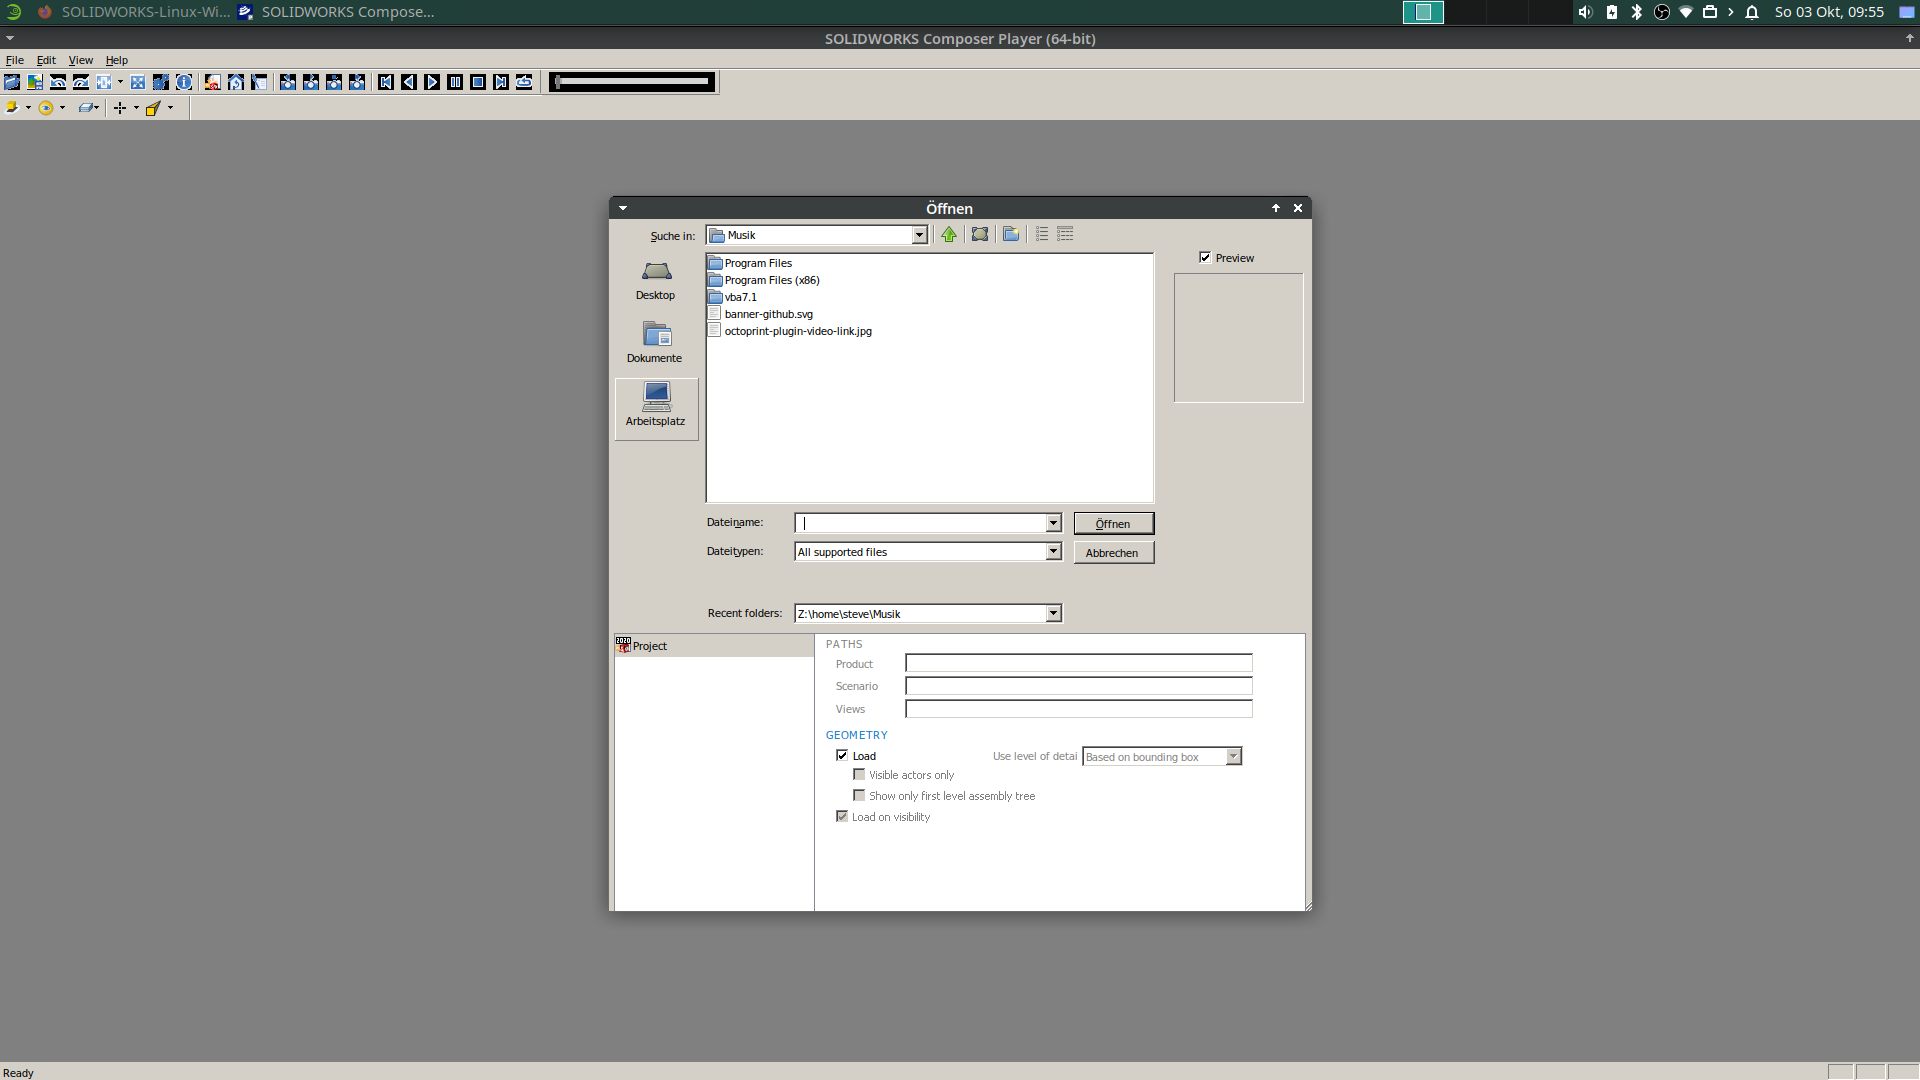 SOLIDWORKS-Linux-Wi... SOLIDWORKS Compose... So 03 Okt, 09:55
SOLIDWORKS Composer Player (64-bit)
File Edit View Help
Öffnen
Suche in: Musik
Desktop
Dokumente
Arbeitsplatz
Program Files
Program Files (x86)
vba7.1
banner-github.svg
octoprint-plugin-video-link.jpg
Preview
Dateiname: Öffnen
Dateitypen: All supported files Abbrechen
Recent folders: Z:\home\steve\Musik
Project
PATHS
Product
Scenario
Views
GEOMETRY
Load Use level of detai Based on bounding box
Visible actors only
Show only first level assembly tree
Load on visibility
Ready